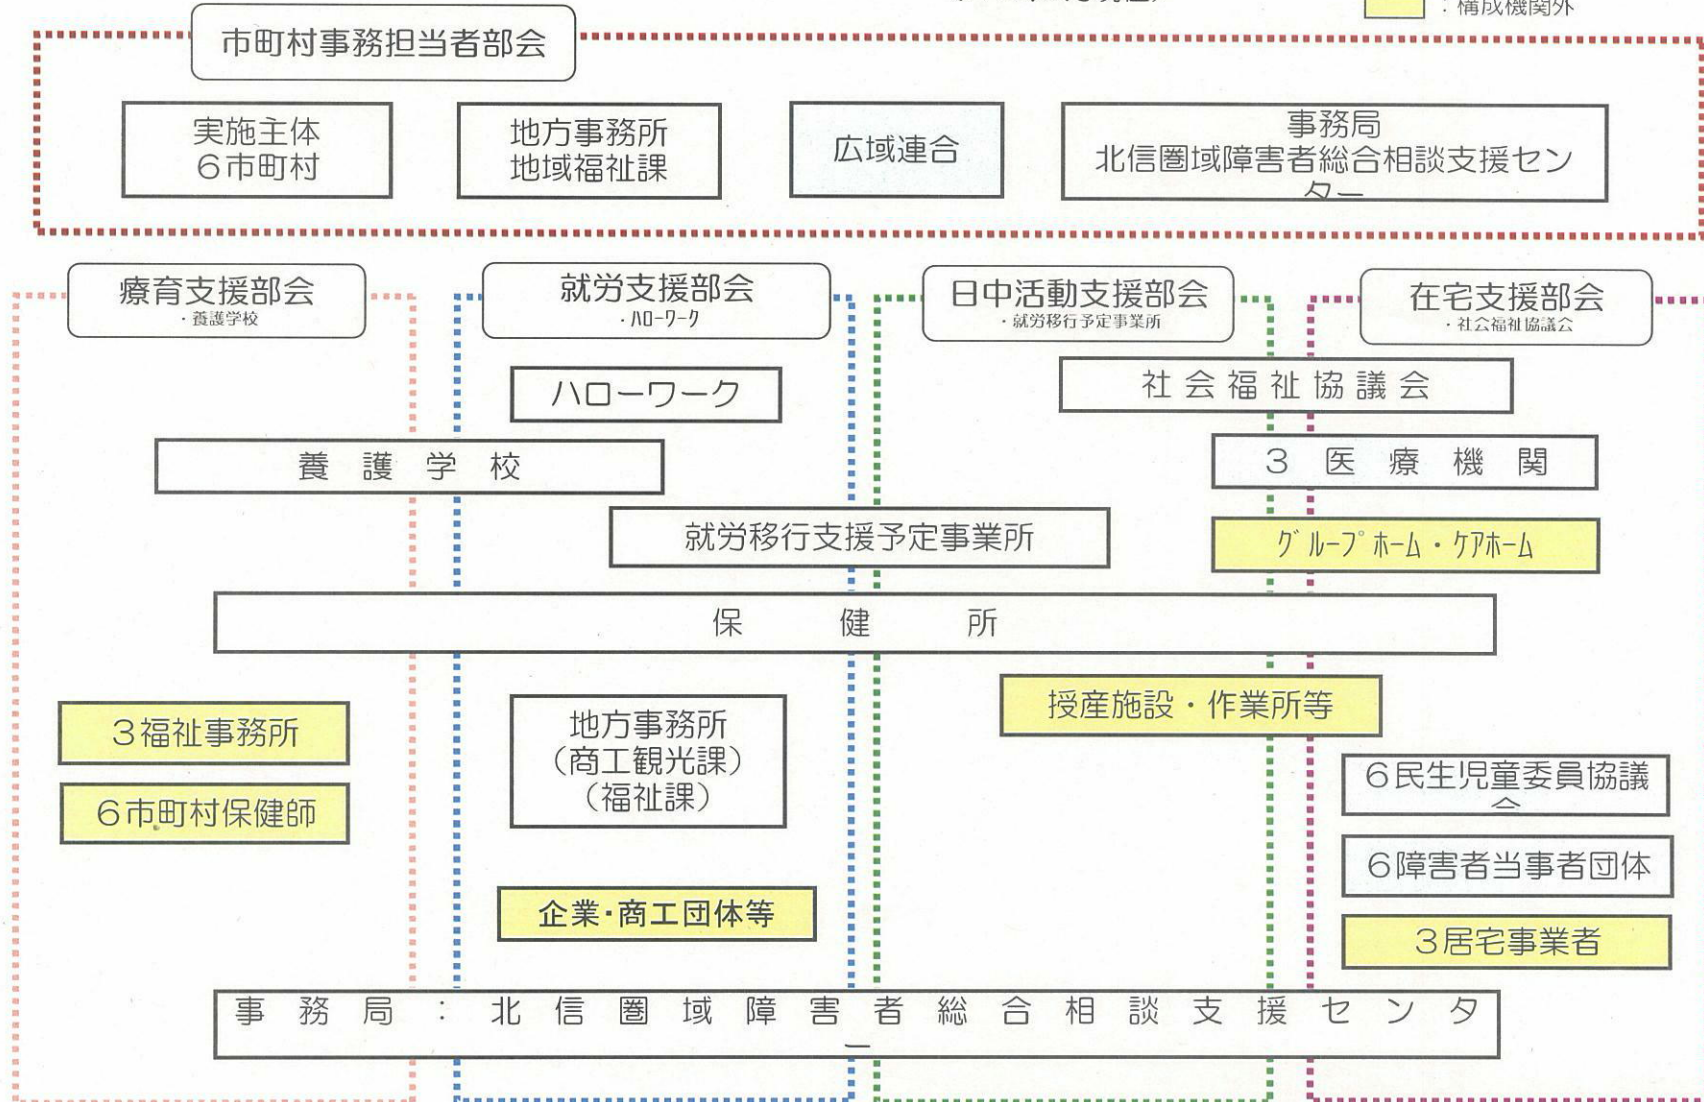 ：構成機関外
市町村事務担当者部会
実施主体
６市町村
地方事務所
地域福祉課
広域連合
事務局
北信圏域障害者総合相談支援セン
ター
療育支援部会
・養護学校
就労支援部会
・ﾊﾛｰﾜｰｸ
日中活動支援部会
・就労移行予定事業所
在宅支援部会
・社会福祉協議会
ハローワーク
社会福祉協議会
養護学校
３医療機関
就労移行支援予定事業所
ｸﾞﾙｰﾌﾟﾎｰﾑ・ｹｱﾎｰﾑ
保健所
授産施設・作業所等
３福祉事務所
地方事務所
（商工観光課）
（福祉課）
６市町村保健師
６民生児童委員協議
会
６障害者当事者団体
企業・商工団体等
３居宅事業者
事務局：北信圏域障害者総合相談支援センタ
ー